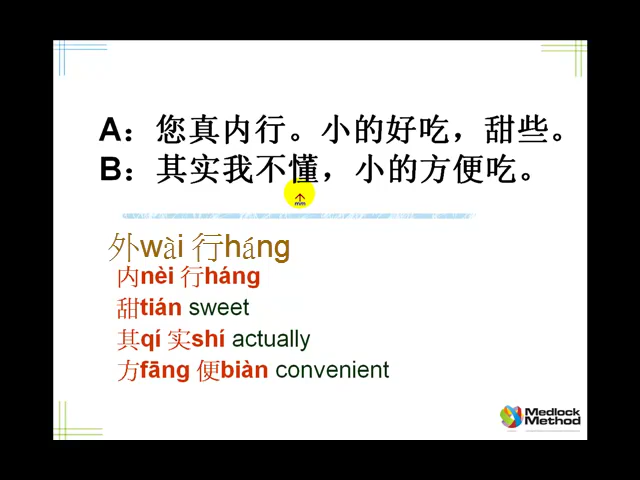 A：您真内行。小的好吃，甜些。
B：其实我不懂，小的方便吃。
外wài 行háng
内nèi 行háng
甜tián sweet
其qí 实shí actually
方fāng 便biàn convenient
Medlock
Method